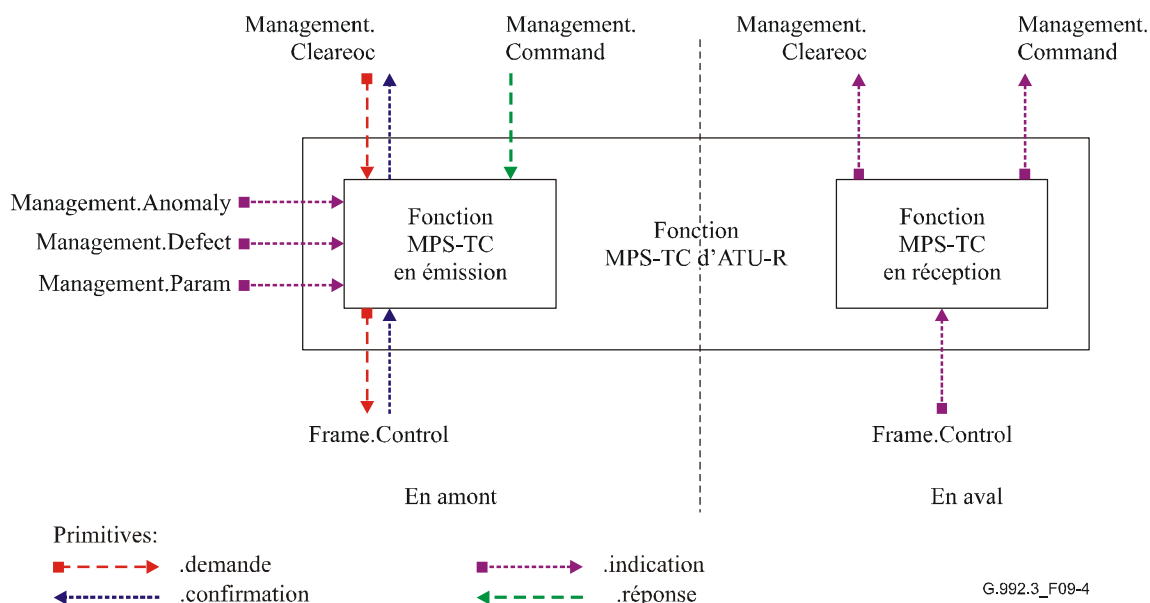 Management.
Cleareoc
Management.
Command
Management.
Cleareoc
Management.
Command
Management.Anomaly
Management.Defect
Management.Param
Fonction
MPS-TC
en émission
Fonction
MPS-TC d'ATU-R
Fonction
MPS-TC
en réception
Frame.Control
Frame.Control
En amont
En aval
Primitives:
.demande
.indication
.confirmation
.réponse
G.992.3_F09-4